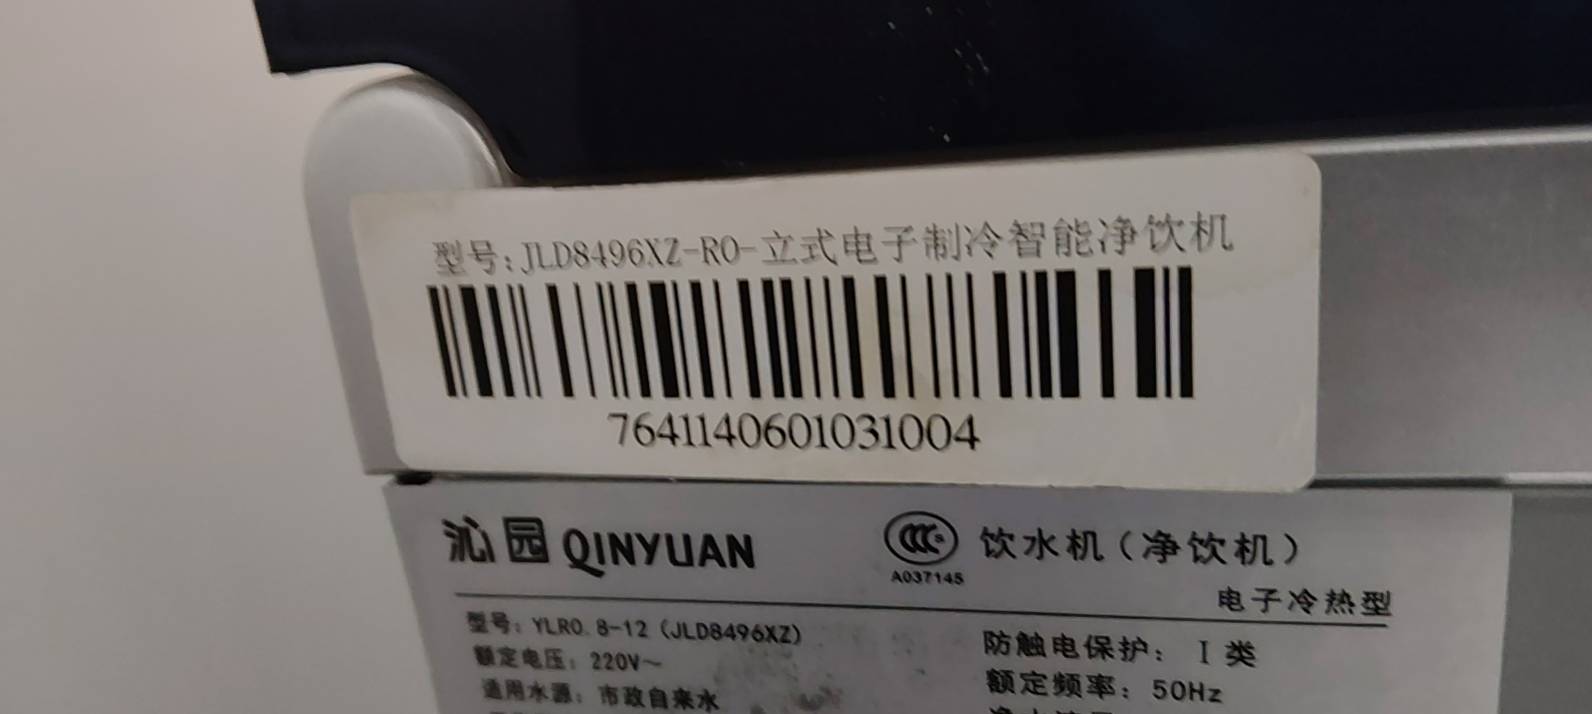 型号:JLD8496XZ-RO-立式电子制冷智能净饮机
7641140601031004
沁园 QINYUAN
CCC S
A037145
饮水机(净饮机)
电子冷热型
型号: YLR0.8-12 (JLD8496XZ)
额定电压: 220V~
适用水源: 市政自来水
防触电保护: I 类
额定频率: 50Hz